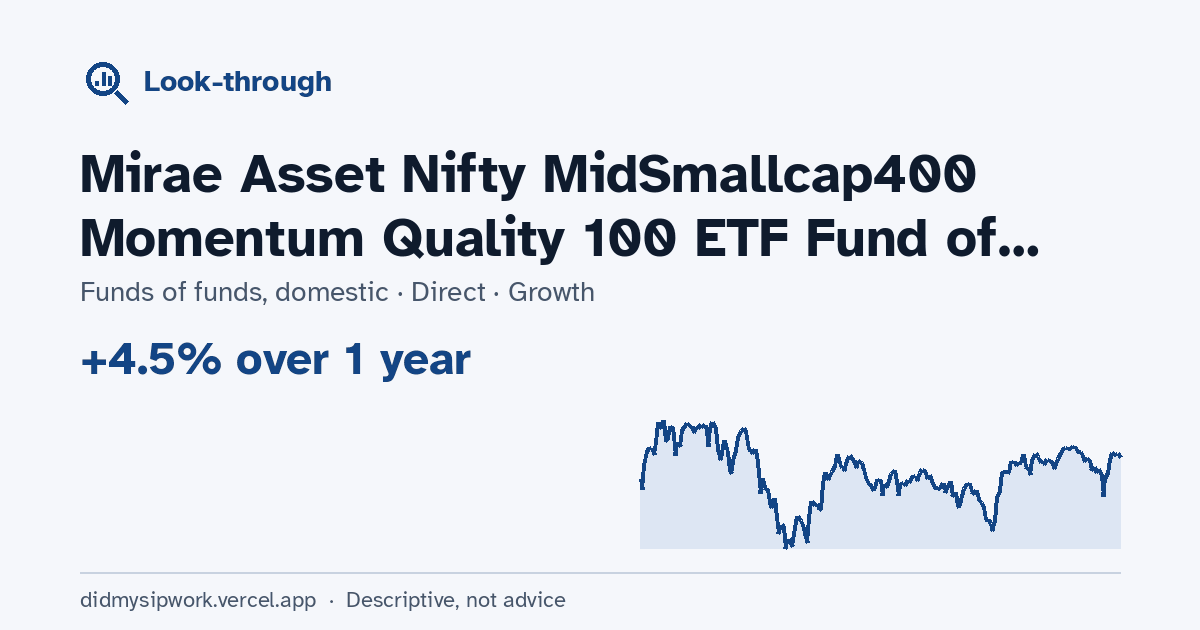 Look-through
Mirae Asset Nifty MidSmallcap400
Momentum Quality 100 ETF Fund of...
Funds of funds, domestic · Direct · Growth
+4.5% over 1 year
didmysipwork.vercel.app · Descriptive, not advice